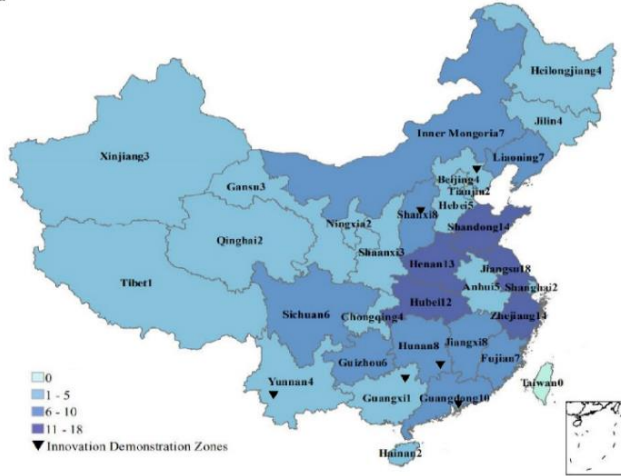 Heilongjiang4
Jilin4
Inner Mongoria7
Liaoning7
Xinjiang3
Gansu3
Beijing4
Tianjin2
Hebei5
Shanxi8
Shandong14
Ningxia2
Qinghai2
Shaanxi3
Henan13
Jiangsu18
Anhui5
Shanghai2
Tibet1
Hubei12
Zhejiang14
Sichuan6
Chongqing4
Hunan8
Jiangxi8
Guizhou6
Fujian7
Yunnan4
Guangxi1
Guangdong10
Taiwan0
Hainan2
0
1 - 5
6 - 10
11 - 18
Innovation Demonstration Zones